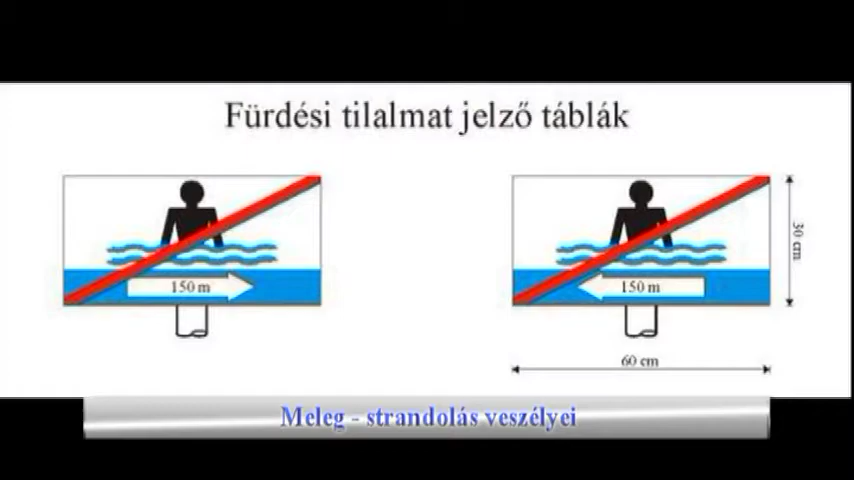 Fürdési tilalmat jelző táblák
150 m
150 m
30 cm
60 cm
Meleg - strandolás veszélyei